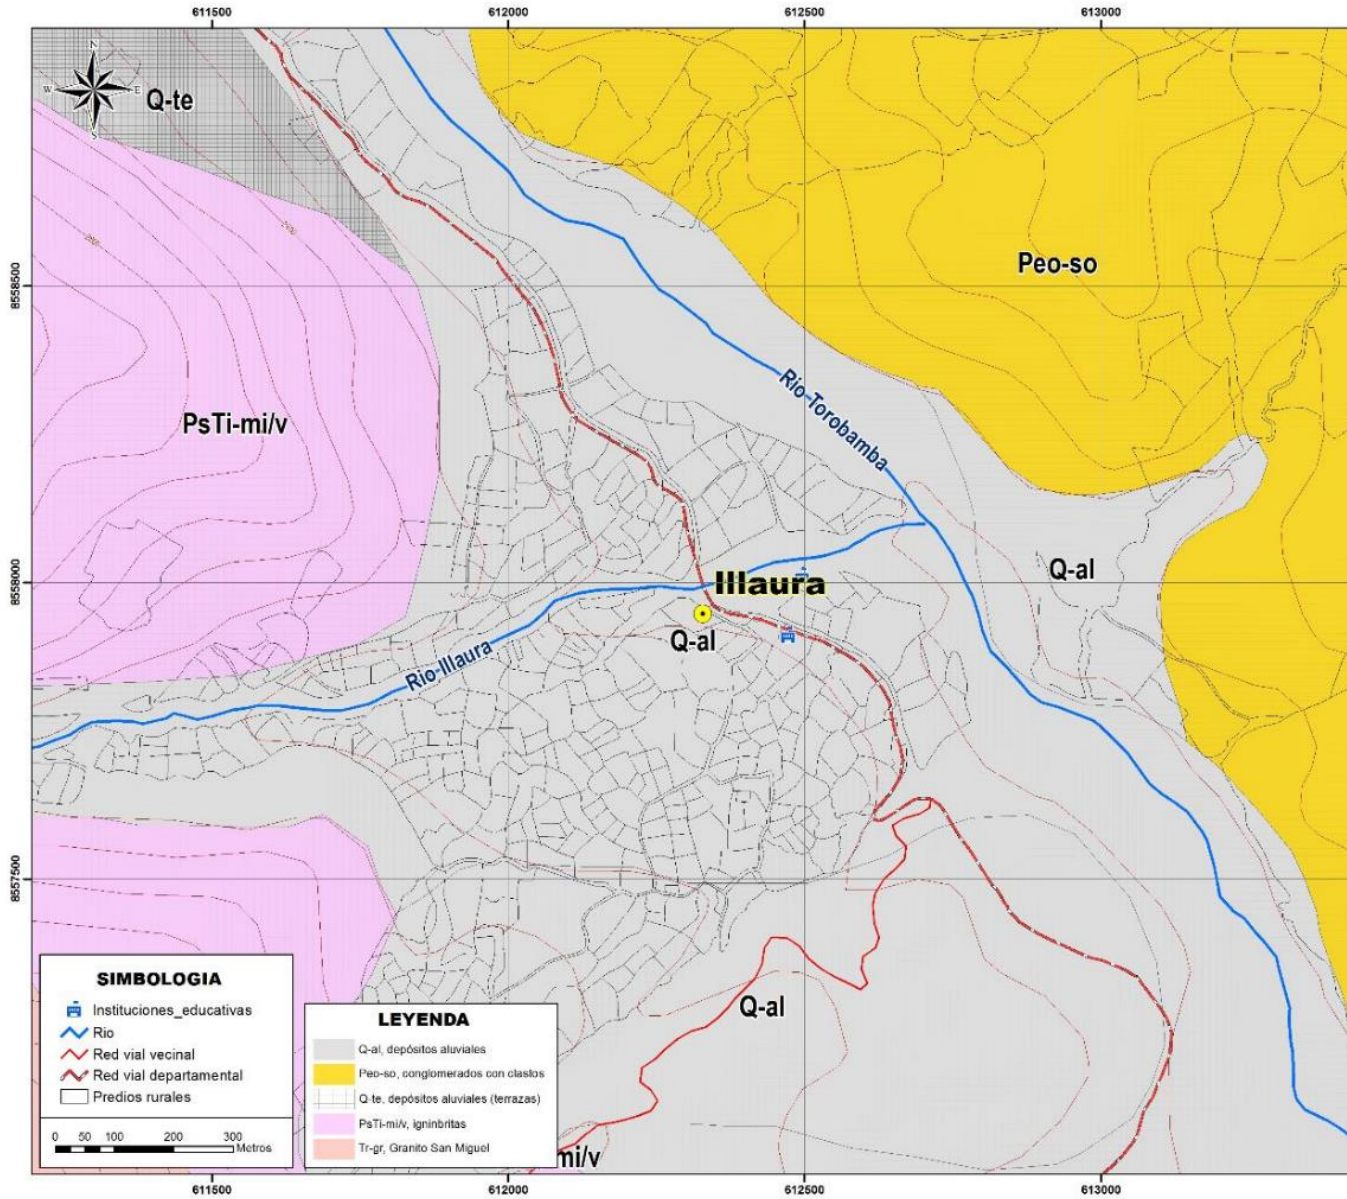 611500
612000
612500
613000
N
W
E
S
Q-te
8558500
Peo-so
PsTi-mi/v
Rio-Torobamba
8558000
Illaura
Q-al
Q-al
Rio-Illaura
8557500
Q-al
mi/v
SIMBOLOGIA
Instituciones_educativas
Rio
Red vial vecinal
Red vial departamental
Predios rurales
0 50 100 200 300
Metros
LEYENDA
Q-al, depósitos aluviales
Peo-so, conglomerados con clastos
Q-te, depósitos aluviales (terrazas)
PsTi-mi/v, igninbritas
Tr-gr, Granito San Miguel
611500
612000
612500
613000